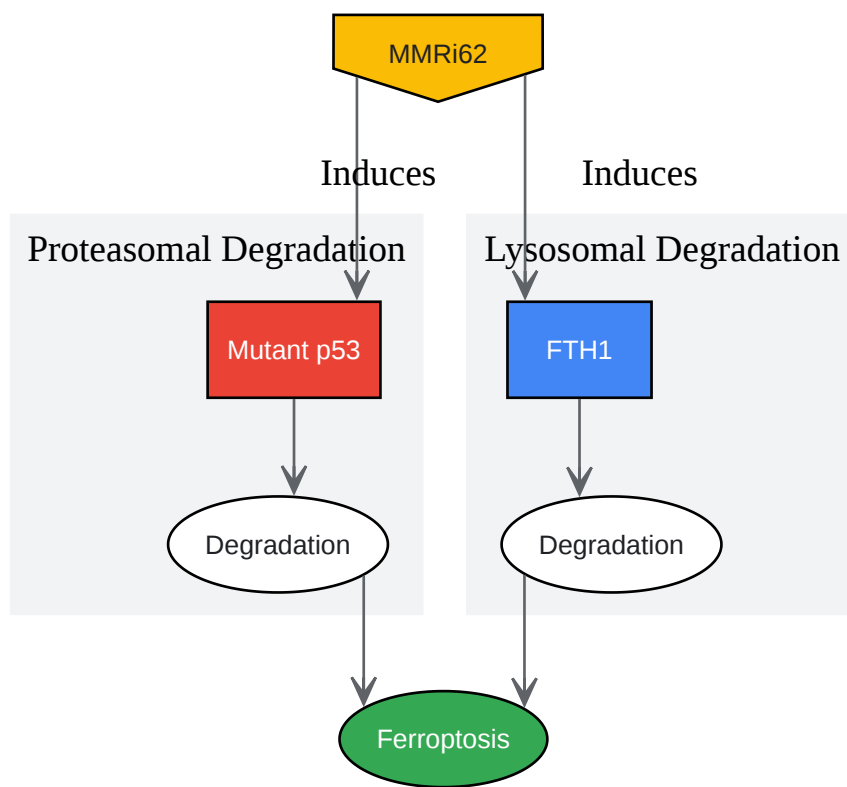 MMRi62
Induces
Induces
Proteasomal Degradation
Lysosomal Degradation
Mutant p53
FTH1
Degradation
Degradation
Ferroptosis